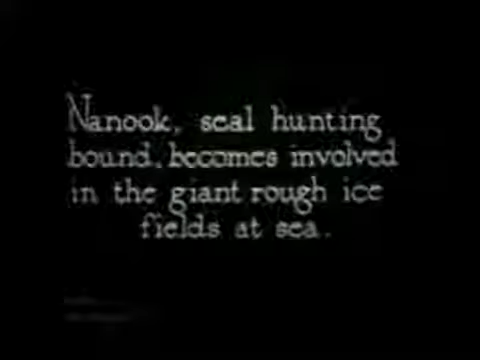 Nanook, seal hunting
bound, becomes involved
in the giant rough ice
fields at sea.